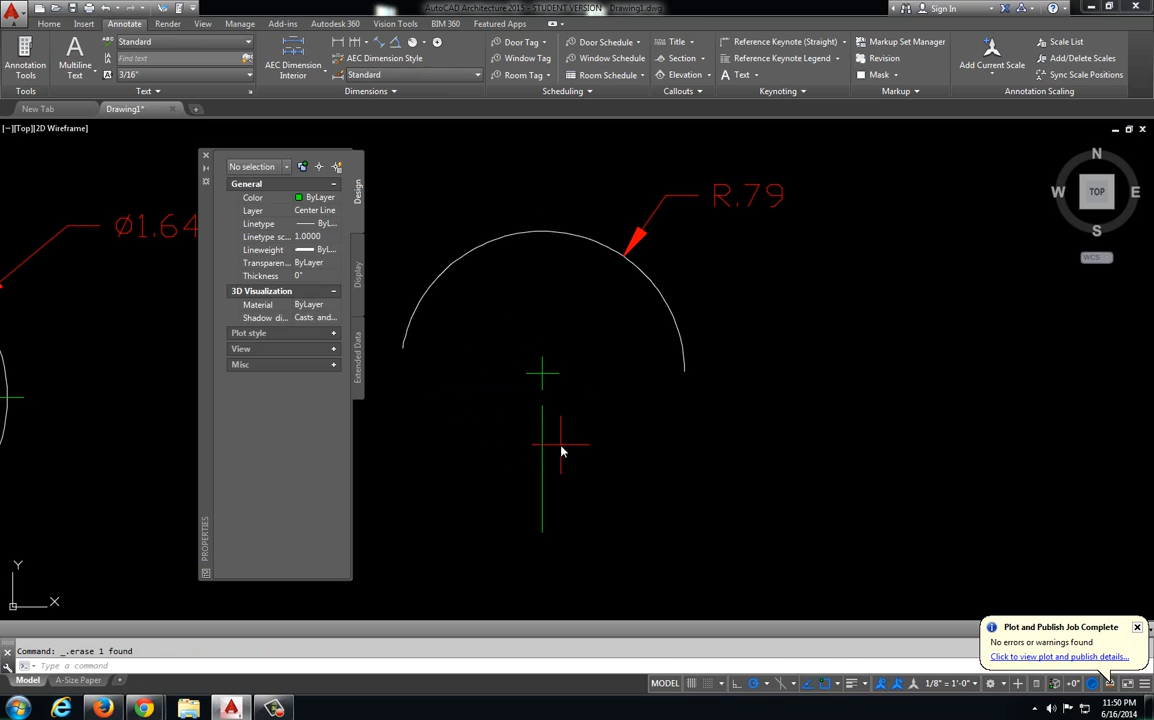 AutoCAD Architecture 2015 - STUDENT VERSION   Drawing1.dwg
Sign In
Home Insert Annotate Render View Manage Add-ins Autodesk 360 Vision Tools BIM 360 Featured Apps
Annotation Tools
Tools
Multiline Text
Standard
Find text
3/16"
Text
AEC Dimension Interior
AEC Dimension Style
Standard
Dimensions
Door Tag
Window Tag
Room Tag
Door Schedule
Window Schedule
Room Schedule
Scheduling
Title
Section
Elevation
Callouts
Reference Keynote (Straight)
Reference Keynote Legend
Text
Keynoting
Markup Set Manager
Revision
Mask
Markup
Add Current Scale
Scale List
Add/Delete Scales
Sync Scale Positions
Annotation Scaling
New Tab Drawing1*
[−][Top][2D Wireframe]
No selection
General
Color ByLayer
Layer Center Line
Linetype ByL...
Linetype sc... 1.0000
Lineweight ByL...
Transparen... ByLayer
Thickness 0"
3D Visualization
Material ByLayer
Shadow di... Casts and...
Plot style
View
Misc
Design
Display
Extended Data
PROPERTIES
Ø1.64
R.79
N
W TOP E
S
WCS
Y
X
Command: _.erase 1 found
Type a command
Model A-Size Paper
Plot and Publish Job Complete
No errors or warnings found
Click to view plot and publish details...
MODEL
1/8" = 1'-0"
+0"
11:50 PM
6/16/2014